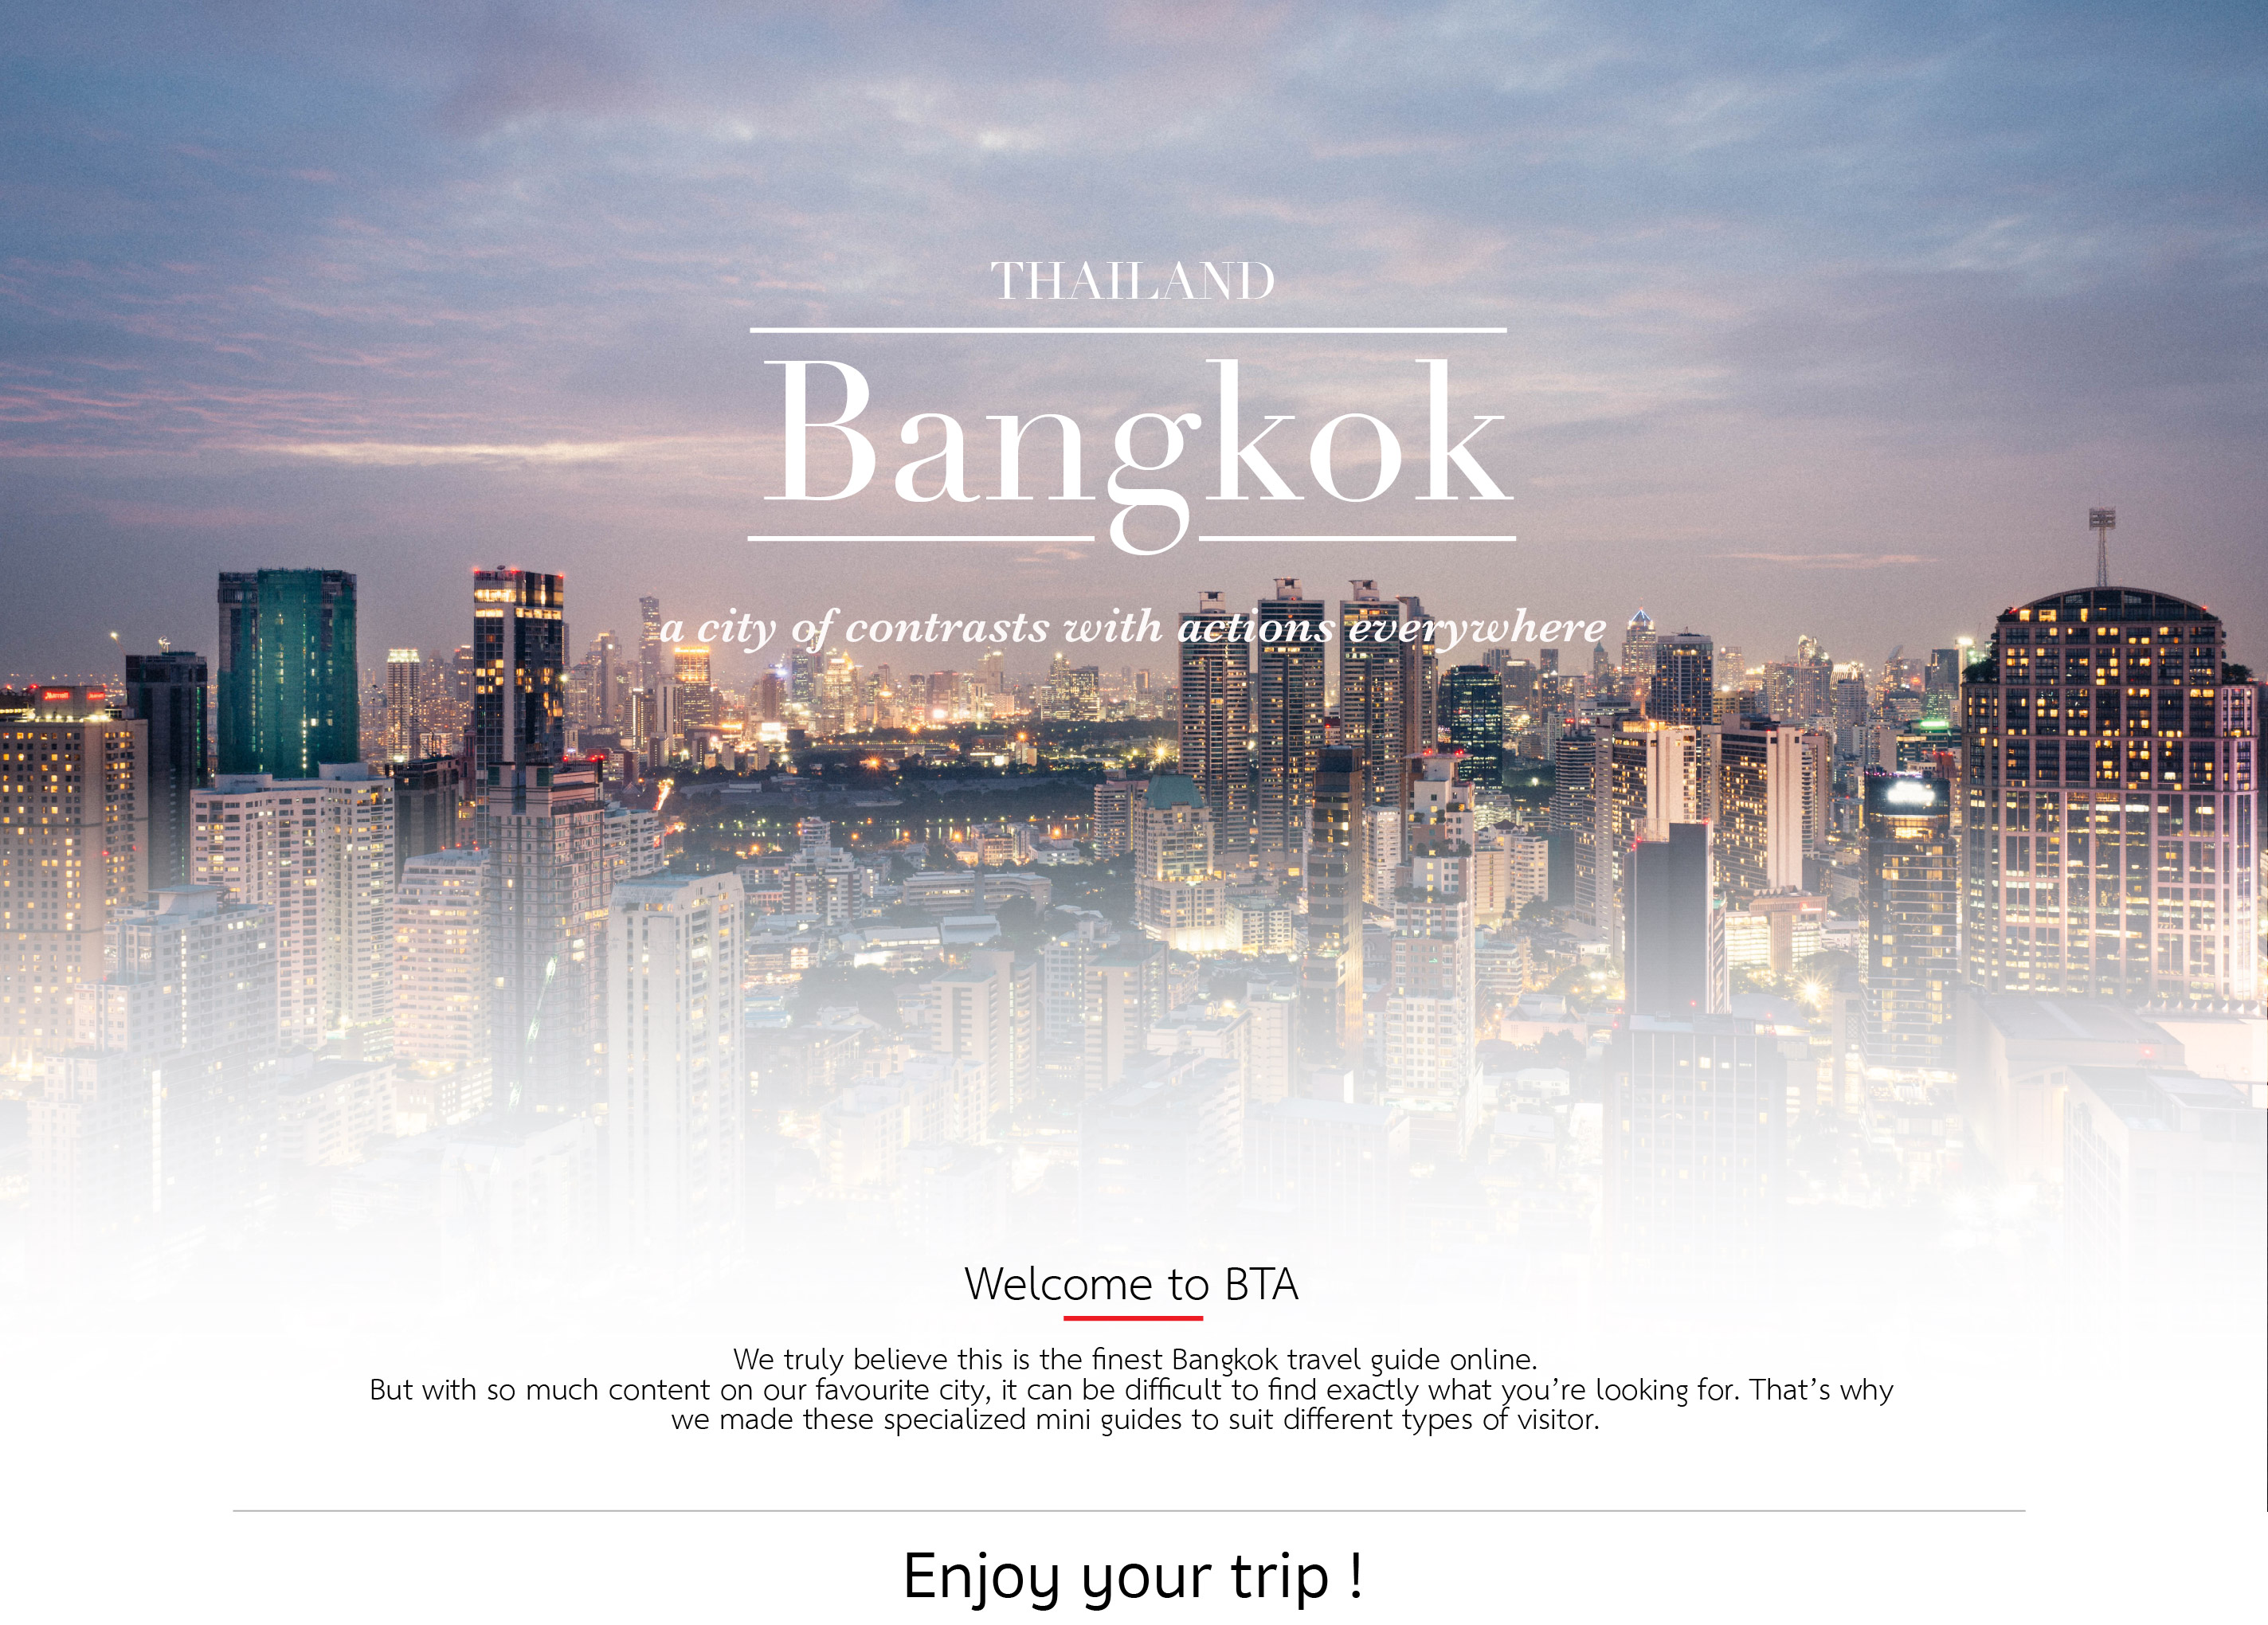 THAILAND
Bangkok
a city of contrasts with actions everywhere
Marriott
Welcome to BTA
We truly believe this is the finest Bangkok travel guide online.
But with so much content on our favourite city, it can be difficult to find exactly what you’re looking for. That’s why
we made these specialized mini guides to suit different types of visitor.
Enjoy your trip !